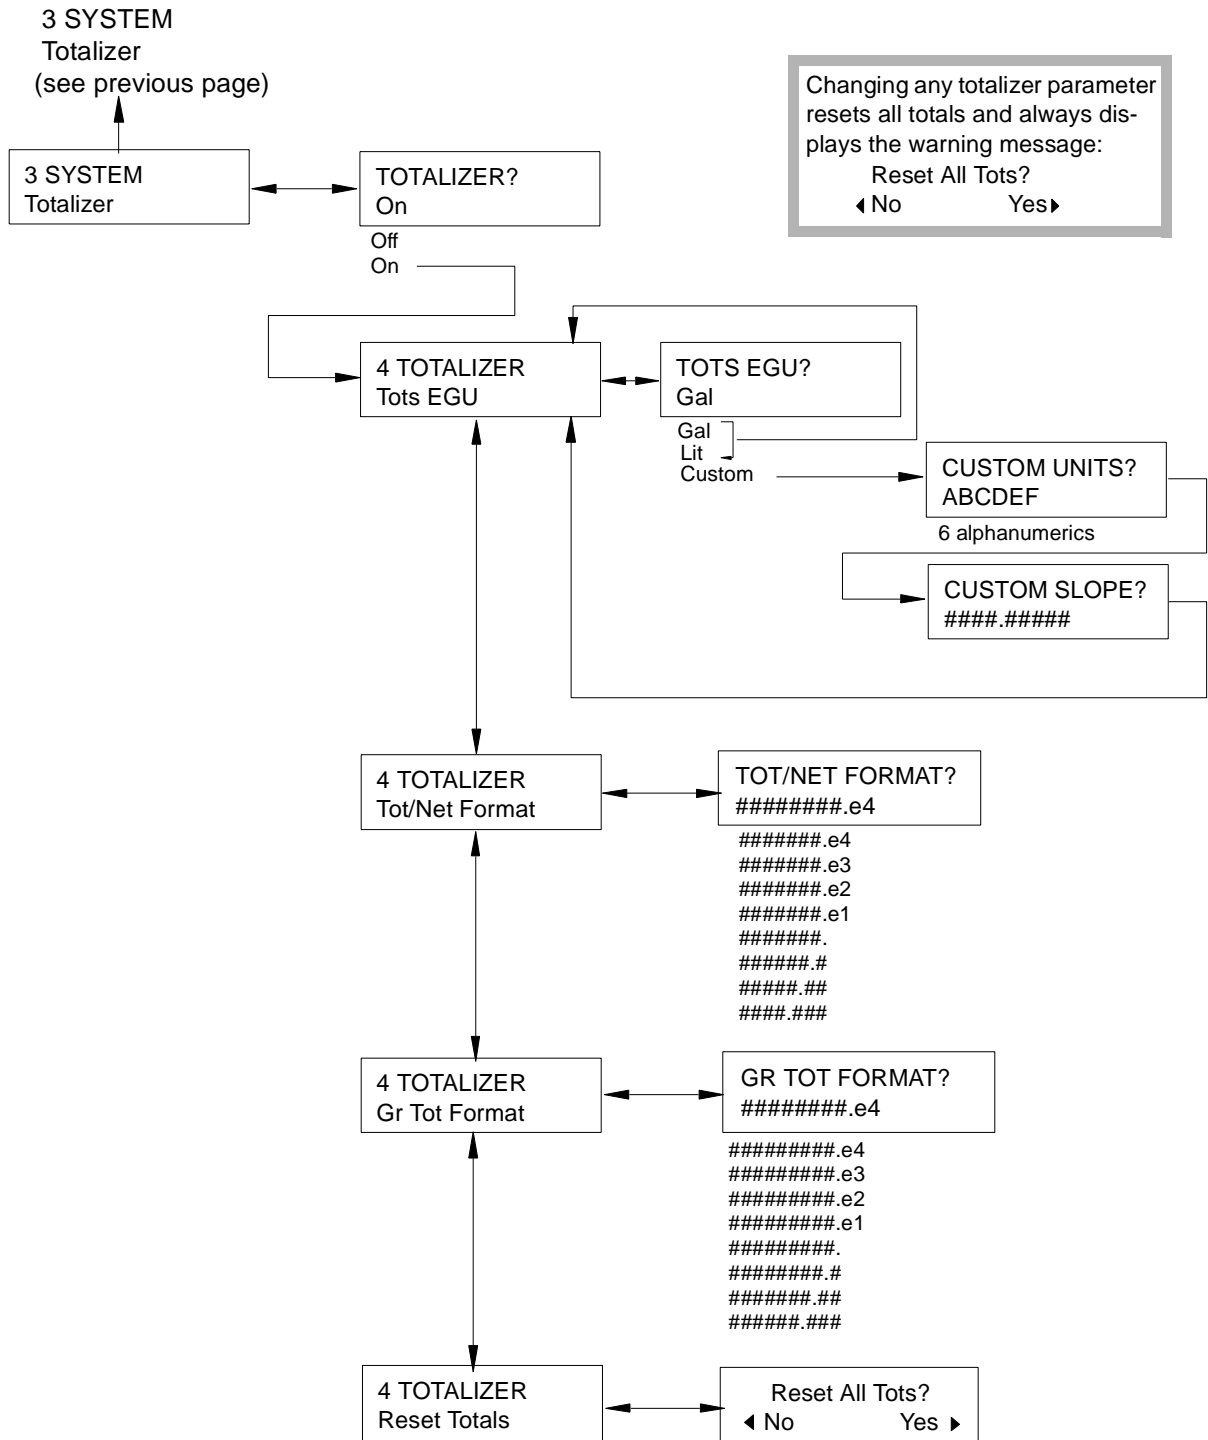 3 SYSTEM
Totalizer
(see previous page)
Changing any totalizer parameter
resets all totals and always dis-
plays the warning message:
Reset All Tots?
No Yes
3 SYSTEM
Totalizer
TOTALIZER?
On
Off
On
4 TOTALIZER
Tots EGU
TOTS EGU?
Gal
Gal
Lit
Custom
CUSTOM UNITS?
ABCDEF
6 alphanumerics
CUSTOM SLOPE?
####.#####
4 TOTALIZER
Tot/Net Format
TOT/NET FORMAT?
########.e4
#######.e4
#######.e3
#######.e2
#######.e1
#######.
######.#
#####.##
####.###
4 TOTALIZER
Gr Tot Format
GR TOT FORMAT?
########.e4
#########.e4
#########.e3
#########.e2
#########.e1
#########.
########.#
#######.##
######.###
4 TOTALIZER
Reset Totals
Reset All Tots?
No Yes